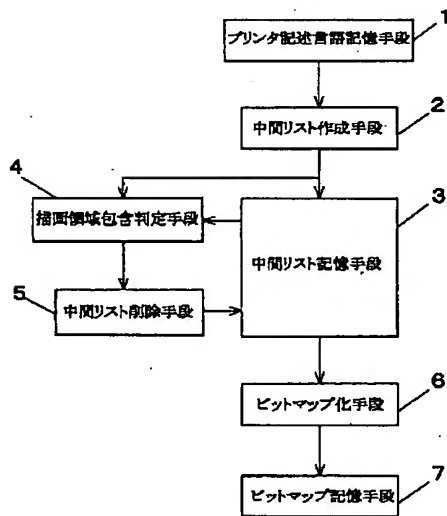 1
プリンタ記述言語記憶手段
2
中間リスト作成手段
4
描画領域包含判定手段
3
中間リスト記憶手段
5
中間リスト削除手段
6
ビットマップ化手段
7
ビットマップ記憶手段